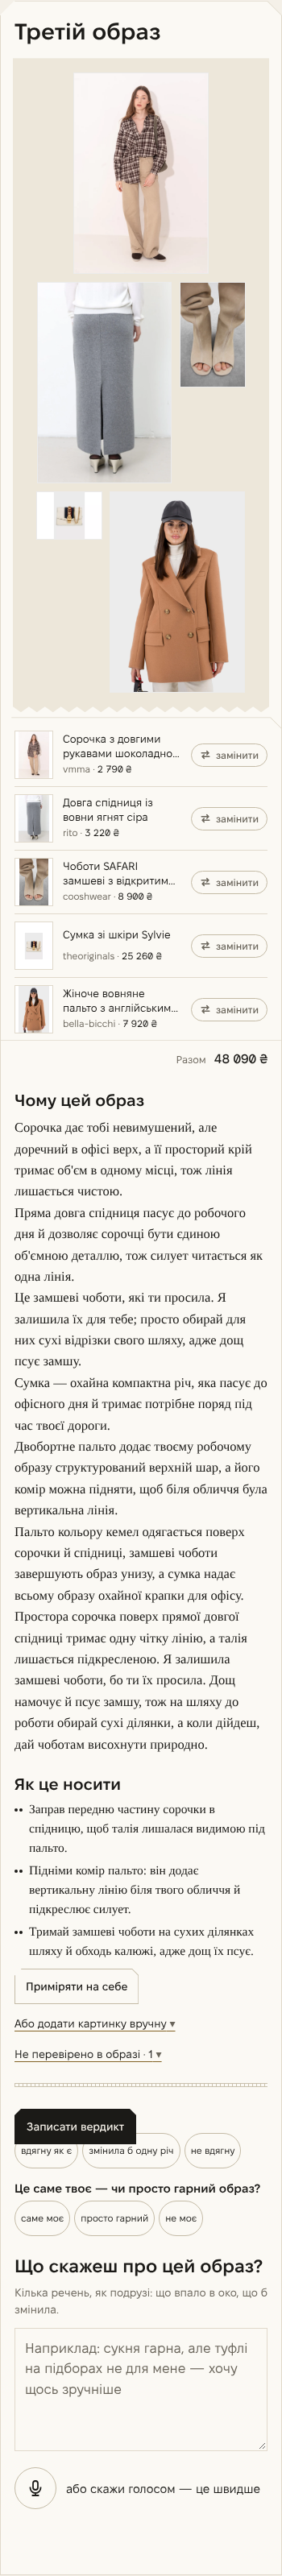 Третій образ
Сорочка з довгими
рукавами шоколадно...
vmma · 2 790 ₴
замінити
Довга спідниця із
вовни ягнят сіра
rito · 3 220 ₴
замінити
Чоботи SAFARI
замшеві з відкритим...
cooshwear · 8 900 ₴
замінити
Сумка зі шкіри Sylvie
theoriginals · 25 260 ₴
замінити
Жіноче вовняне
пальто з англійським...
bella-bicchi · 7 920 ₴
замінити
Разом 48 090 ₴
Чому цей образ
Сорочка дає тобі невимушений, але
доречний в офісі верх, а її просторий крій
тримає об'єм в одному місці, тож лінія
лишається чистою.
Пряма довга спідниця пасує до робочого
дня й дозволяє сорочці бути єдиною
об'ємною деталлю, тож силует читається як
одна лінія.
Це замшеві чоботи, які ти просила. Я
залишила їх для тебе; просто обирай для
них сухі відрізки свого шляху, адже дощ
псує замшу.
Сумка — охайна компактна річ, яка пасує до
офісного дня й тримає потрібне поряд під
час твоєї дороги.
Двобортне пальто додає твоєму робочому
образу структурований верхній шар, а його
комір можна підняти, щоб біля обличчя була
вертикальна лінія.
Пальто кольору кемел одягається поверх
сорочки й спідниці, замшеві чоботи
завершують образ унизу, а сумка надає
всьому образу охайної крапки для офісу.
Простора сорочка поверх прямої довгої
спідниці тримає одну чітку лінію, а талія
лишається підкресленою. Я залишила
замшеві чоботи, бо ти їх просила. Дощ
намочує й псує замшу, тож на шляху до
роботи обирай сухі ділянки, а коли дійдеш,
дай чоботам висохнути природно.
Як це носити
•• Заправ передню частину сорочки в
спідницю, щоб талія лишалася видимою під
пальто.
•• Підніми комір пальто: він додає
вертикальну лінію біля твого обличчя й
підкреслює силует.
•• Тримай замшеві чоботи на сухих ділянках
шляху й обходь калюжі, адже дощ їх псує.
Приміряти на себе
Або додати картинку вручну ▾
Не перевірено в образі · 1 ▾
Записати вердикт
вдягну як є
змінила б одну річ
не вдягну
Це саме твоє — чи просто гарний образ?
саме моє
просто гарний
не моє
Що скажеш про цей образ?
Кілька речень, як подрузі: що впало в око, що б
змінила.
Наприклад: сукня гарна, але туфлі
на підборах не для мене — хочу
щось зручніше
або скажи голосом — це швидше